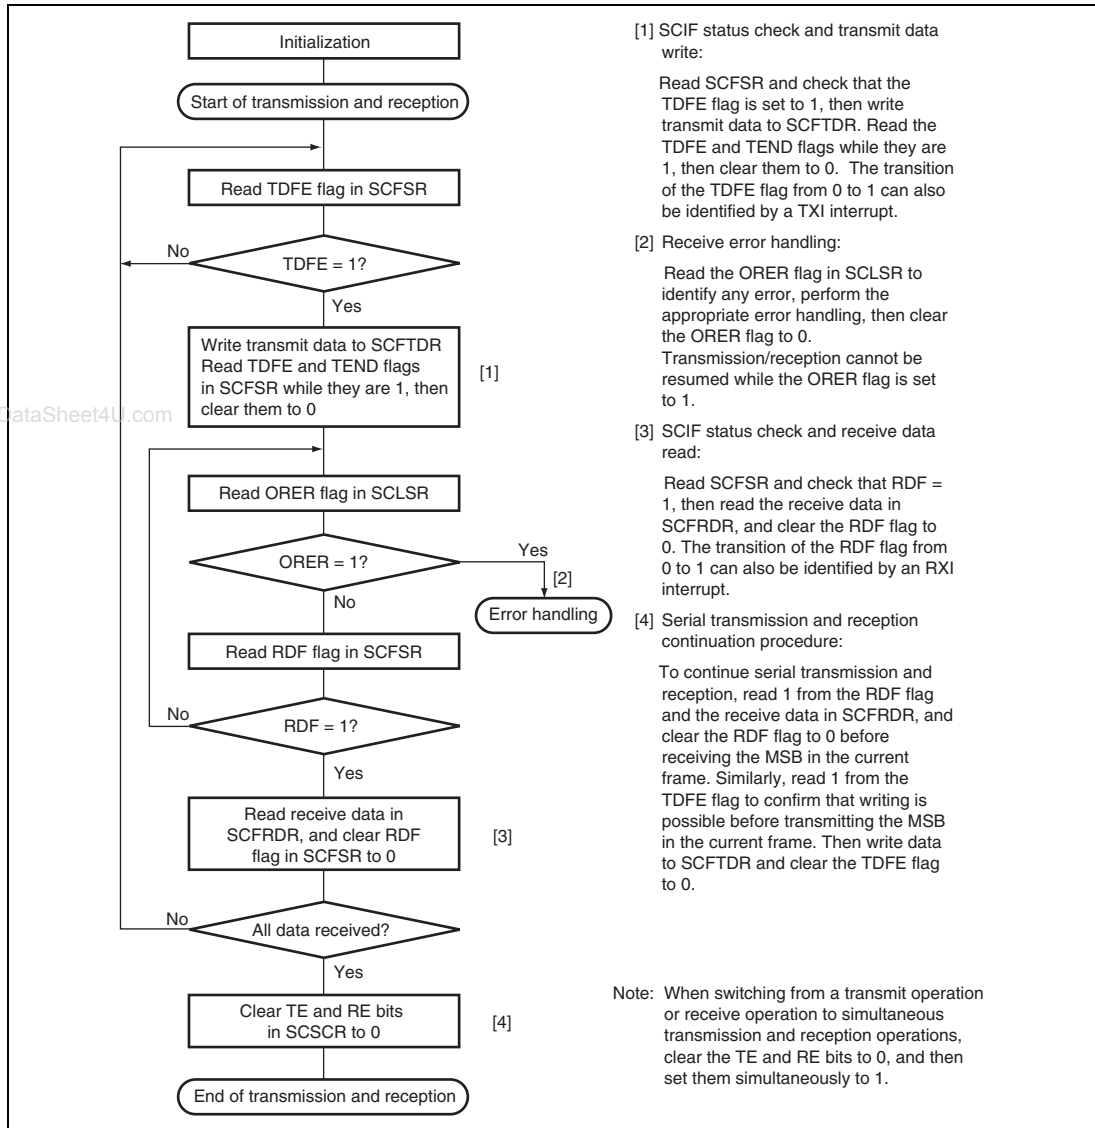 Initialization
Start of transmission and reception
Read TDFE flag in SCFSR
No
TDFE = 1?
Yes
Write transmit data to SCFTDR
Read TDFE and TEND flags
in SCFSR while they are 1, then
clear them to 0
[1]
DataSheet4U.com
Read ORER flag in SCLSR
ORER = 1?
Yes
[2]
No
Error handling
Read RDF flag in SCFSR
No
RDF = 1?
Yes
Read receive data in
SCFRDR, and clear RDF
flag in SCFSR to 0
[3]
No
All data received?
Yes
Clear TE and RE bits
in SCSCR to 0
[4]
End of transmission and reception
[1] SCIF status check and transmit data
write:
Read SCFSR and check that the
TDFE flag is set to 1, then write
transmit data to SCFTDR. Read the
TDFE and TEND flags while they are
1, then clear them to 0. The transition
of the TDFE flag from 0 to 1 can also
be identified by a TXI interrupt.
[2] Receive error handling:
Read the ORER flag in SCLSR to
identify any error, perform the
appropriate error handling, then clear
the ORER flag to 0.
Transmission/reception cannot be
resumed while the ORER flag is set
to 1.
[3] SCIF status check and receive data
read:
Read SCFSR and check that RDF =
1, then read the receive data in
SCFRDR, and clear the RDF flag to
0. The transition of the RDF flag from
0 to 1 can also be identified by an RXI
interrupt.
[4] Serial transmission and reception
continuation procedure:
To continue serial transmission and
reception, read 1 from the RDF flag
and the receive data in SCFRDR, and
clear the RDF flag to 0 before
receiving the MSB in the current
frame. Similarly, read 1 from the
TDFE flag to confirm that writing is
possible before transmitting the MSB
in the current frame. Then write data
to SCFTDR and clear the TDFE flag
to 0.
Note: When switching from a transmit operation
or receive operation to simultaneous
transmission and reception operations,
clear the TE and RE bits to 0, and then
set them simultaneously to 1.